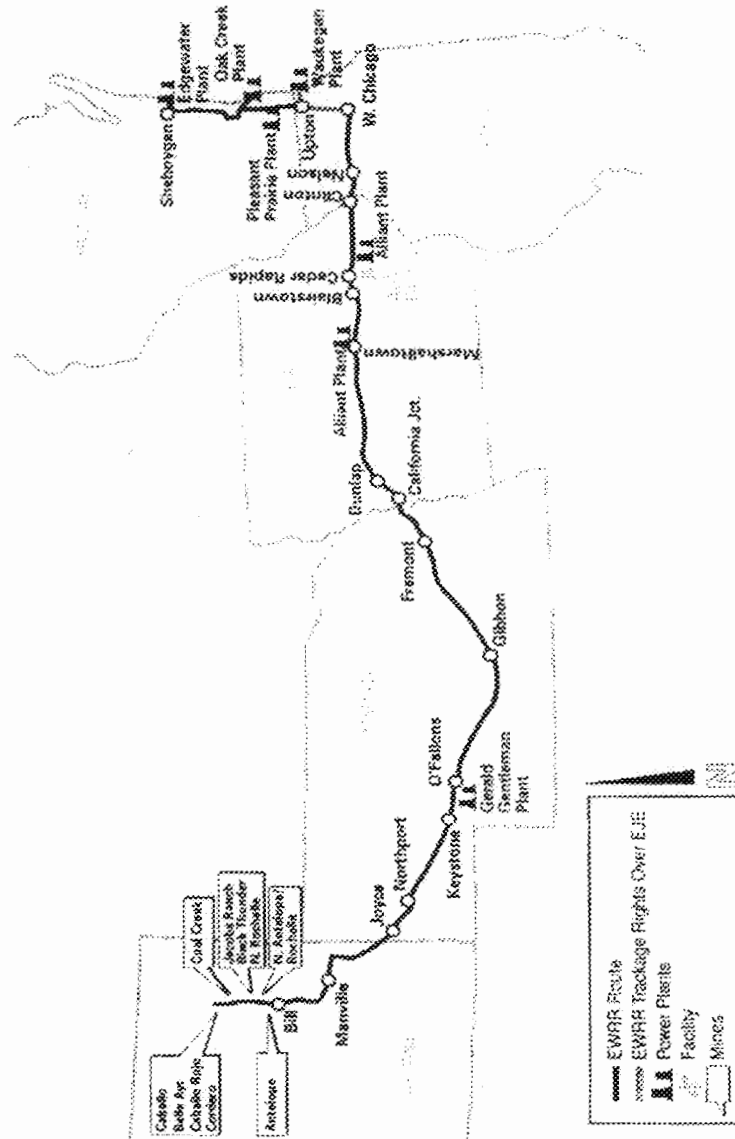 Sheboygan
Edgewater
Plant
Oak Creek
Plant
Pleasant
Prairie Plant
Upton
Waukegan
Plant
W. Chicago
Nelson
Clinton
Alliant Plant
Cedar Rapids
Blairstown
Alliant Plant
Marshalltown
Dunlap
California Jct.
Fremont
Gibbon
O'Fallons
Gerald
Gentleman
Plant
Keystone
Northport
Joyce
Manville
Bill
Coal Creek
Jacobs Ranch
Black Thunder
N. Rochelle
N. Antelope/
Rochelle
Caballo
Belle Ayr
Caballo Rojo
Cordero
Antelope
EWRR Route
EWRR Trackage Rights Over EJE
Power Plants
Facility
Mines
N